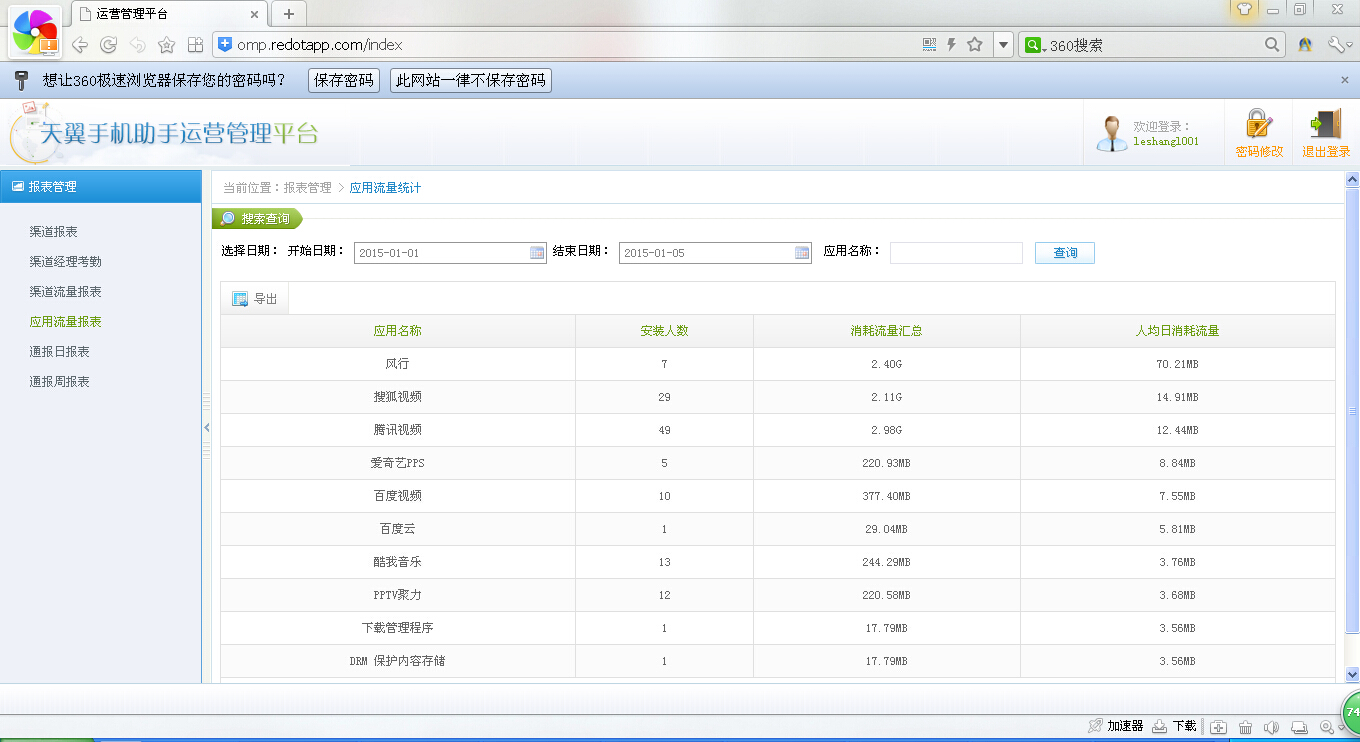 运营管理平台
omp.redotapp.com/index
360搜索
想让360极速浏览器保存您的密码吗？ 保存密码 此网站一律不保存密码
天翼手机助手运营管理平台
欢迎登录：
leshang1001
密码修改
退出登录
报表管理
当前位置：报表管理 > 应用流量统计
搜索查询
渠道报表
渠道经理考勤
渠道流量报表
应用流量报表
通报日报表
通报周报表
选择日期： 开始日期： 2015-01-01 结束日期： 2015-01-05 应用名称： 查询
导出
应用名称 安装人数 消耗流量汇总 人均日消耗流量
风行 7 2.40G 70.21MB
搜狐视频 29 2.11G 14.91MB
腾讯视频 49 2.98G 12.44MB
爱奇艺PPS 5 220.93MB 8.84MB
百度视频 10 377.40MB 7.55MB
百度云 1 29.04MB 5.81MB
酷我音乐 13 244.29MB 3.76MB
PPTV聚力 12 220.58MB 3.68MB
下载管理程序 1 17.79MB 3.56MB
DRM 保护内容存储 1 17.79MB 3.56MB
74
加速器 下载